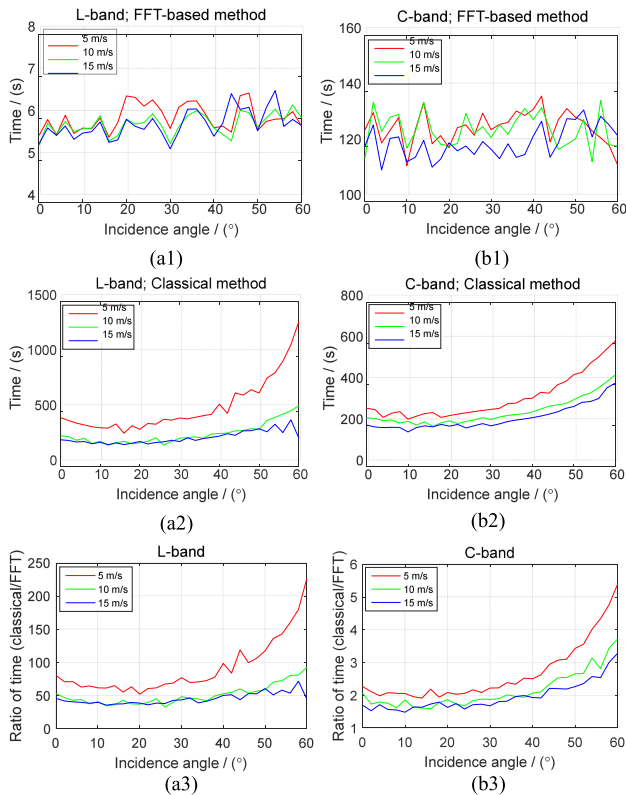 L-band; FFT-based method
8
7
6
5
4
Time / (s)
5 m/s
10 m/s
15 m/s
0 10 20 30 40 50 60
Incidence angle / (°)
(a1)
C-band; FFT-based method
160
140
120
100
Time / (s)
5 m/s
10 m/s
15 m/s
0 10 20 30 40 50 60
Incidence angle / (°)
(b1)
L-band; Classical method
1500
1000
500
0
Time / (s)
5 m/s
10 m/s
15 m/s
0 10 20 30 40 50 60
Incidence angle / (°)
(a2)
C-band; Classical method
800
600
400
200
0
Time / (s)
5 m/s
10 m/s
15 m/s
0 10 20 30 40 50 60
Incidence angle / (°)
(b2)
L-band
250
200
150
100
50
0
Ratio of time (classical/FFT)
5 m/s
10 m/s
15 m/s
0 10 20 30 40 50 60
Incidence angle / (°)
(a3)
C-band
6
5
4
3
2
1
Ratio of time (classical/FFT)
5 m/s
10 m/s
15 m/s
0 10 20 30 40 50 60
Incidence angle / (°)
(b3)